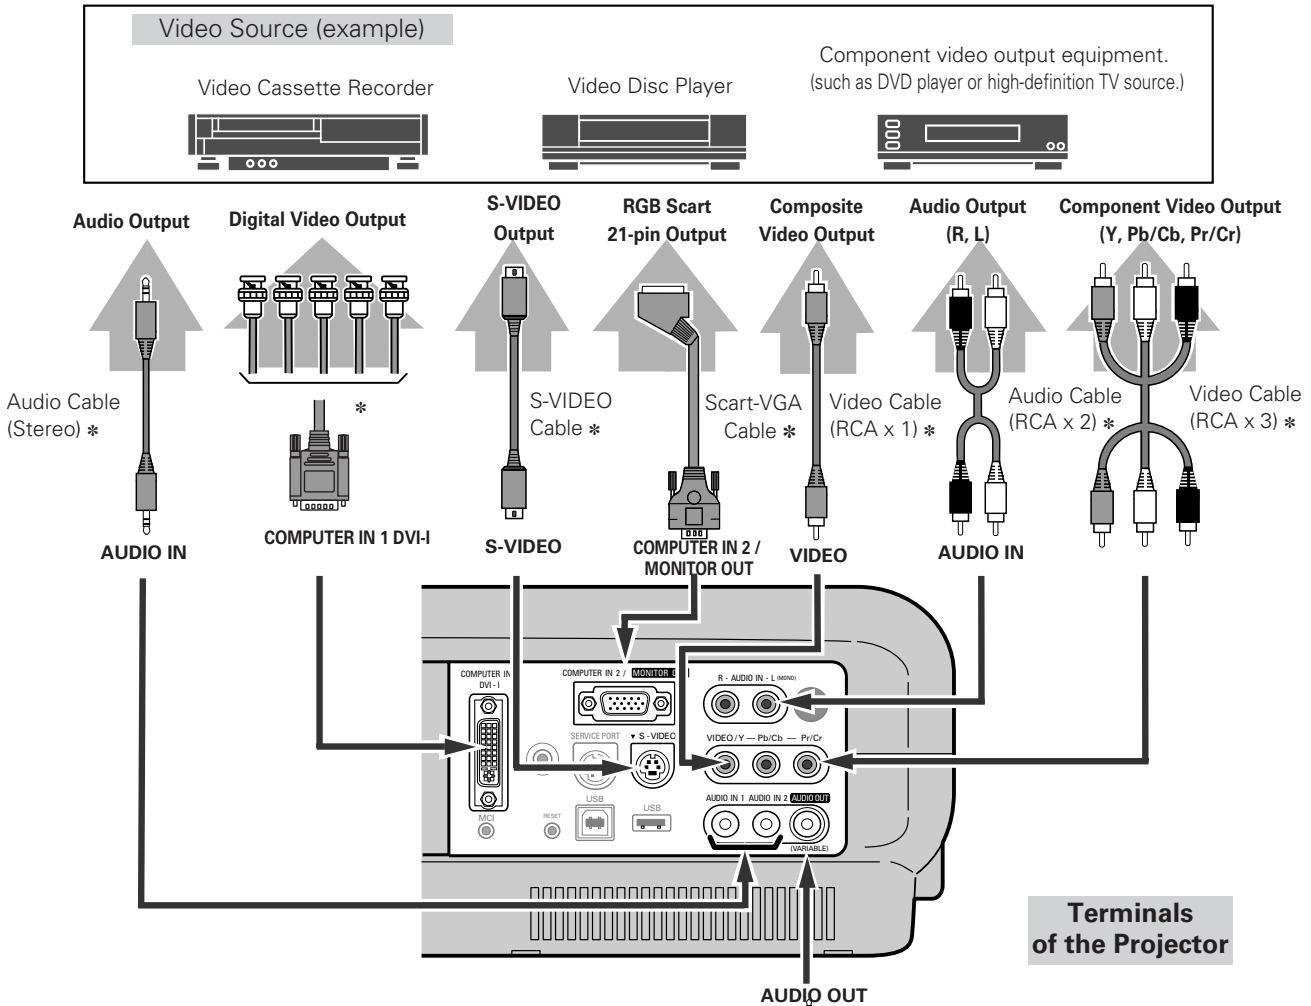 Video Source (example)
Video Cassette Recorder
Video Disc Player
Component video output equipment.
(such as DVD player or high-definition TV source.)
Audio Output
Digital Video Output
S-VIDEO
Output
RGB Scart
21-pin Output
Composite
Video Output
Audio Output
(R, L)
Component Video Output
(Y, Pb/Cb, Pr/Cr)
Audio Cable
(Stereo) *
*
S-VIDEO
Cable *
Scart-VGA
Cable *
Video Cable
(RCA x 1) *
Audio Cable
(RCA x 2) *
Video Cable
(RCA x 3) *
AUDIO IN
COMPUTER IN 1 DVI-I
S-VIDEO
COMPUTER IN 2 /
MONITOR OUT
VIDEO
AUDIO IN
COMPUTER IN
DVI - I
COMPUTER IN 2 / MONITOR
R - AUDIO IN - L (MONO)
SERVICE PORT
▼ S - VIDEO
VIDEO / Y — Pb/Cb — Pr/Cr
USB
USB
AUDIO IN 1 AUDIO IN 2 AUDIO OUT
MCI
RESET
(VARIABLE)
Terminals
of the Projector
AUDIO OUT